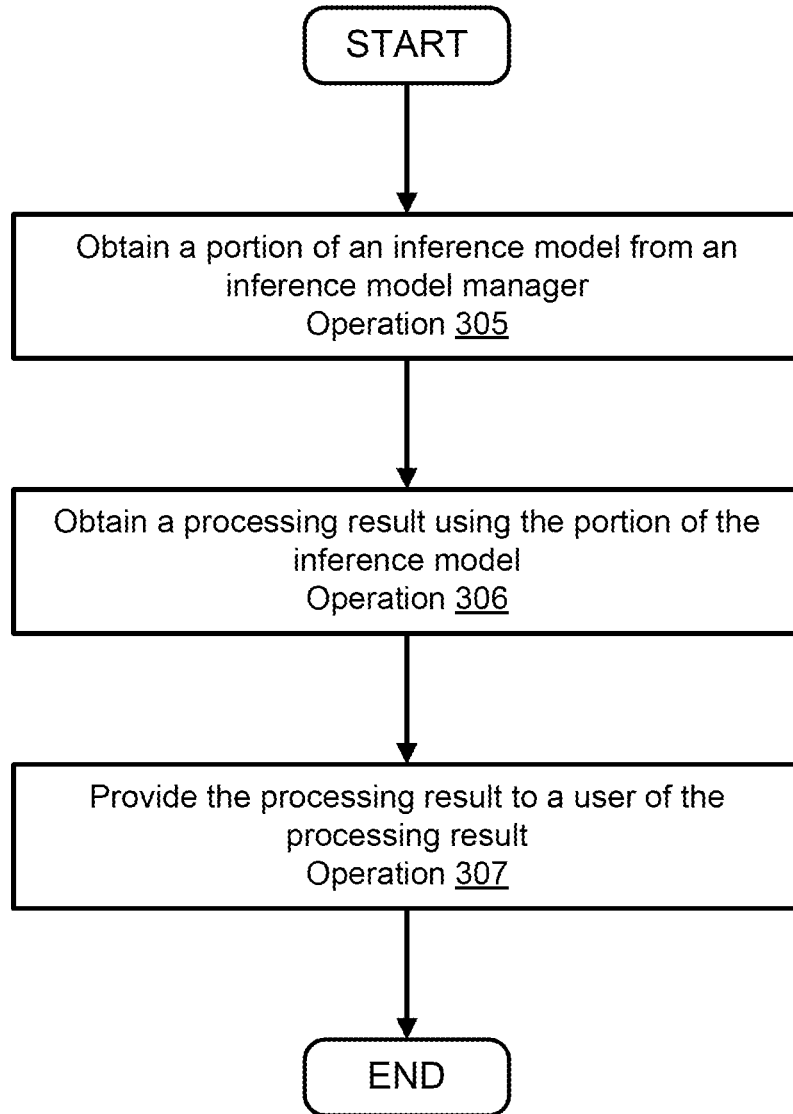 START
Obtain a portion of an inference model from an
inference model manager
Operation 305
Obtain a processing result using the portion of the
inference model
Operation 306
Provide the processing result to a user of the
processing result
Operation 307
END